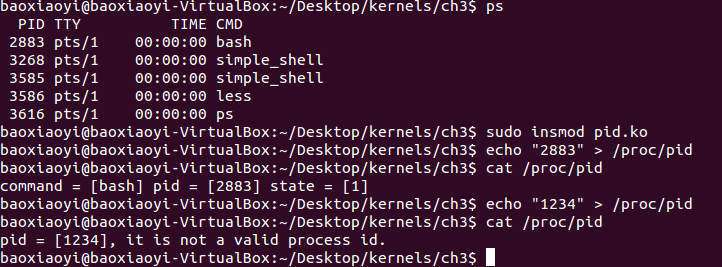 baoxiaoyi@baoxiaoyi-VirtualBox:~/Desktop/kernels/ch3$ ps
  PID TTY          TIME CMD
 2883 pts/1    00:00:00 bash
 3268 pts/1    00:00:00 simple_shell
 3585 pts/1    00:00:00 simple_shell
 3586 pts/1    00:00:00 less
 3616 pts/1    00:00:00 ps
baoxiaoyi@baoxiaoyi-VirtualBox:~/Desktop/kernels/ch3$ sudo insmod pid.ko
baoxiaoyi@baoxiaoyi-VirtualBox:~/Desktop/kernels/ch3$ echo "2883" > /proc/pid
baoxiaoyi@baoxiaoyi-VirtualBox:~/Desktop/kernels/ch3$ cat /proc/pid
command = [bash] pid = [2883] state = [1]
baoxiaoyi@baoxiaoyi-VirtualBox:~/Desktop/kernels/ch3$ echo "1234" > /proc/pid
baoxiaoyi@baoxiaoyi-VirtualBox:~/Desktop/kernels/ch3$ cat /proc/pid
pid = [1234], it is not a valid process id.
baoxiaoyi@baoxiaoyi-VirtualBox:~/Desktop/kernels/ch3$